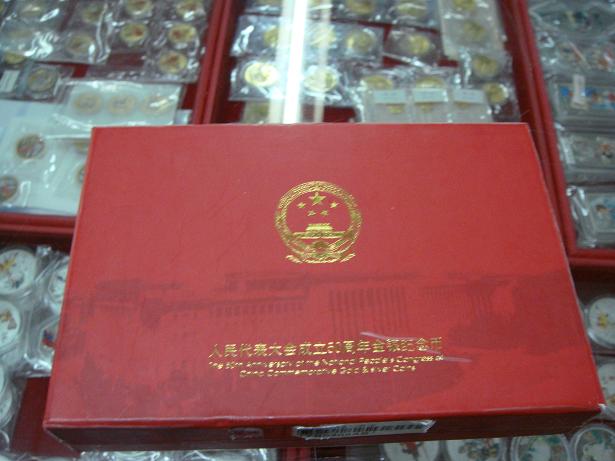 人民代表大会成立50周年金银纪念币
The 50th Anniversary of the National People's Congress of
China Commemorative Gold & silver Coins